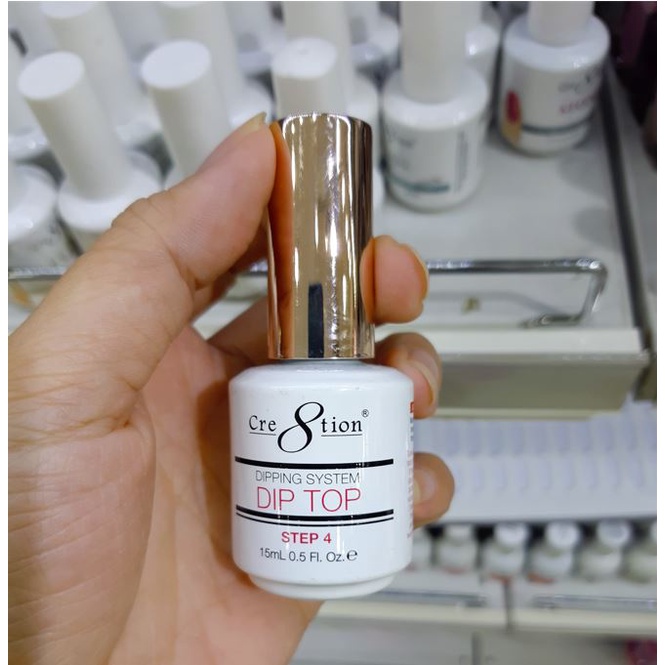 Cre8tion®
DIPPING SYSTEM
DIP TOP
STEP 4
15mL 0.5 Fl. Oz. ℮